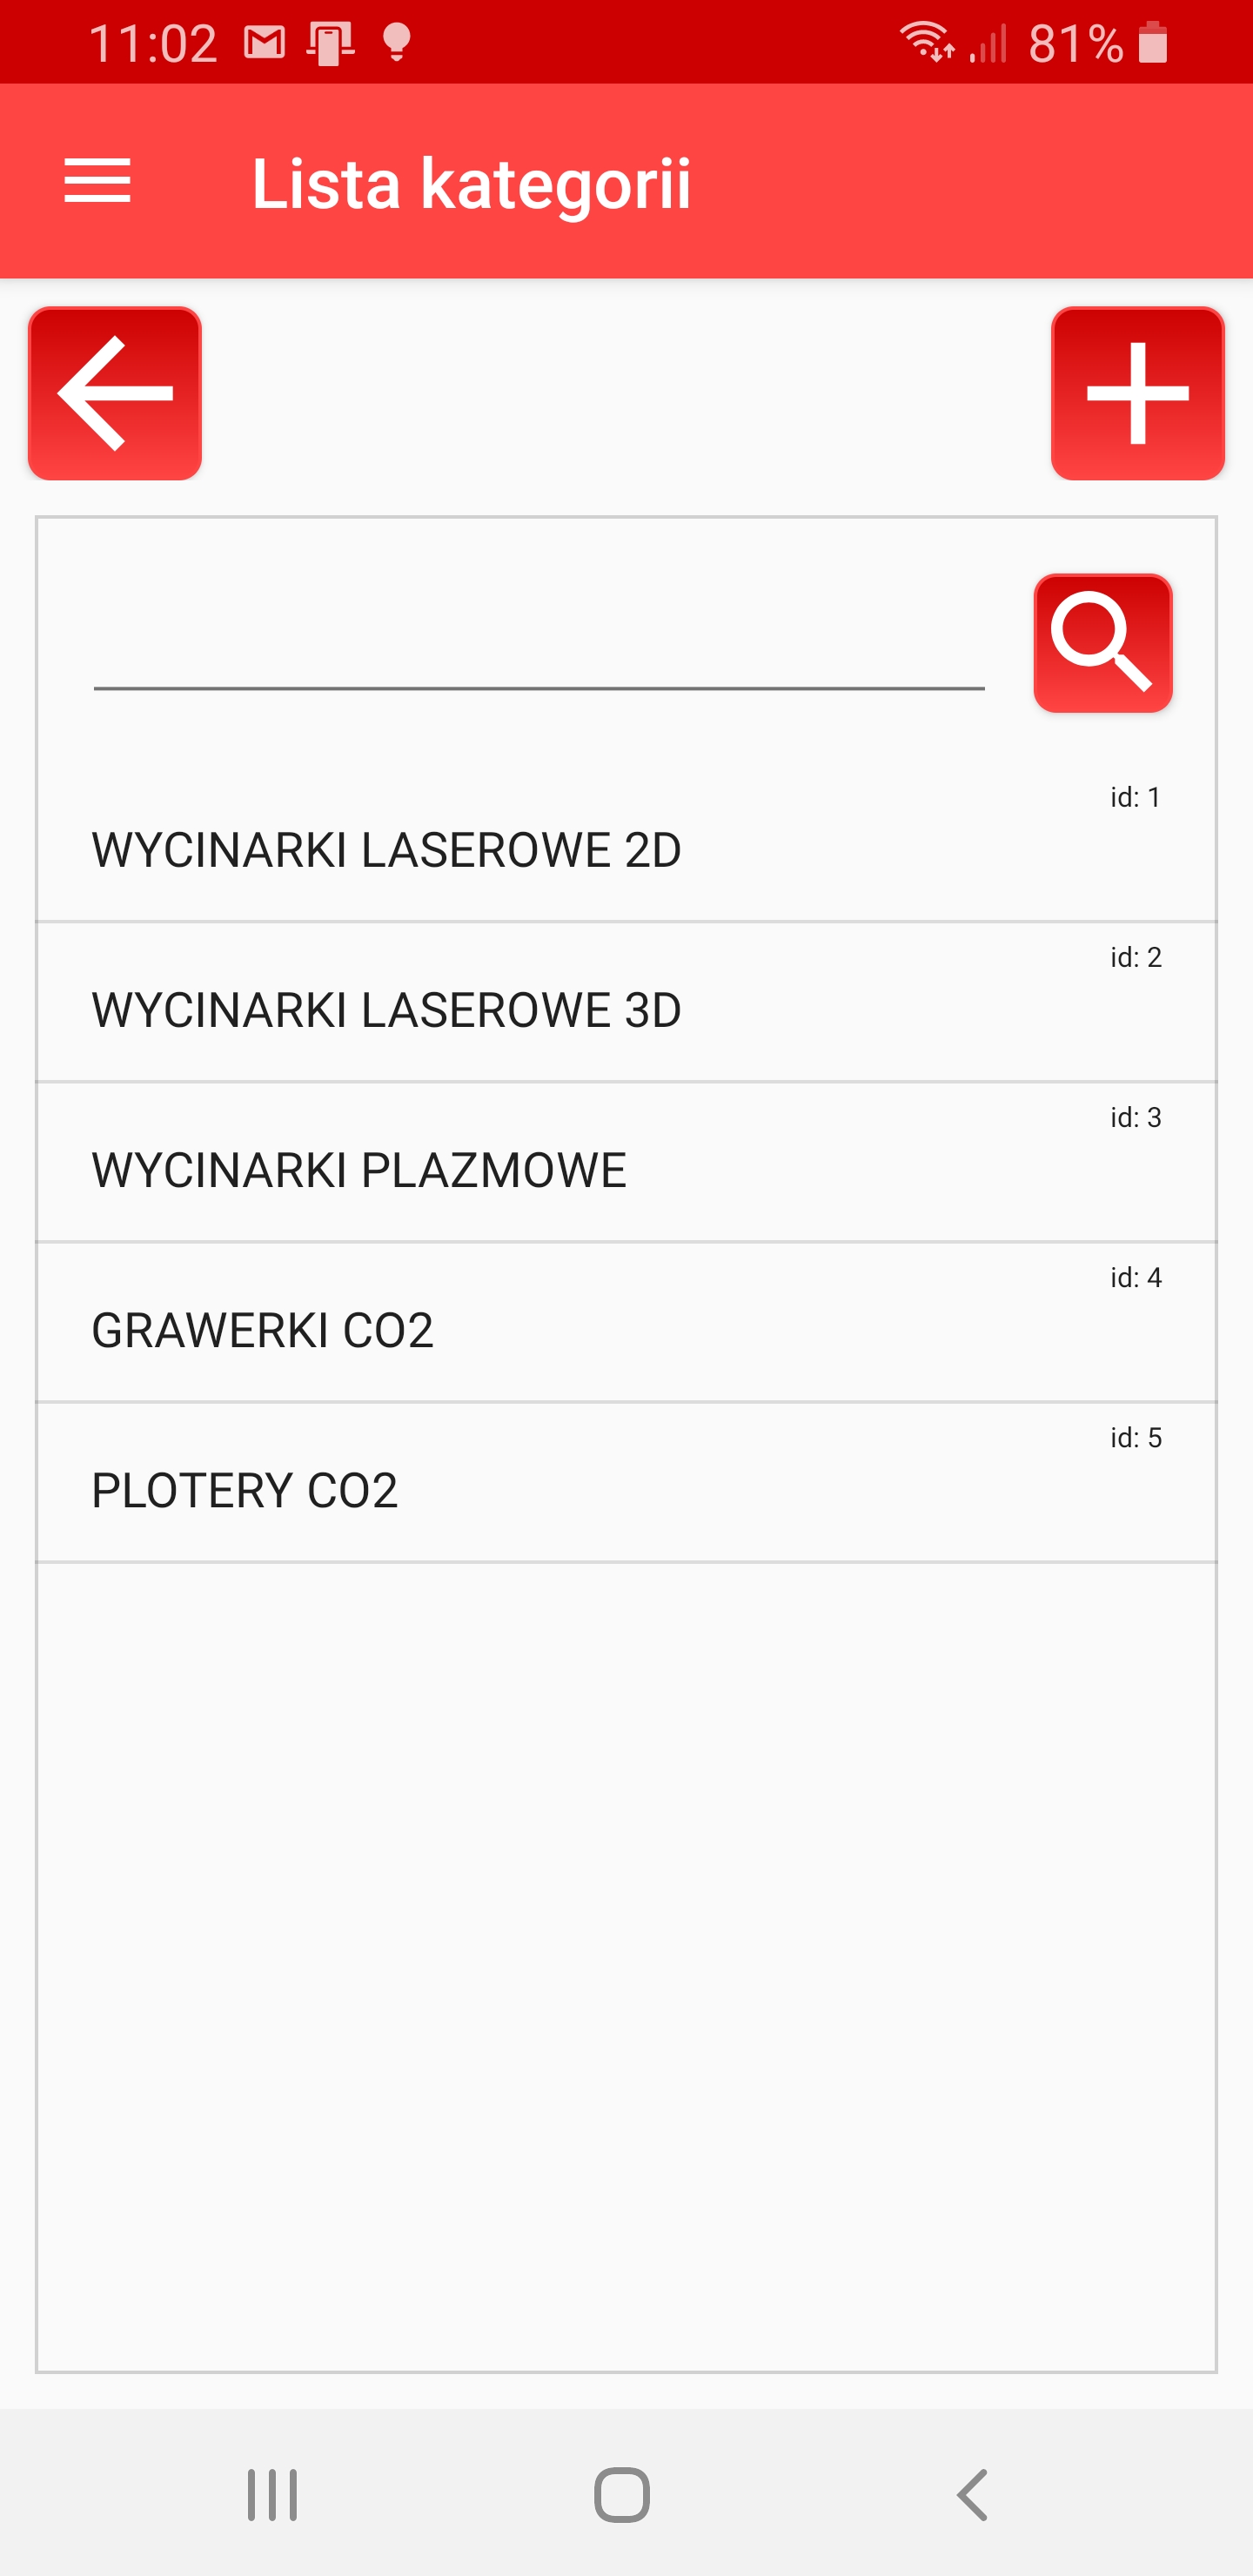 11:02 81%
Lista kategorii
id: 1
WYCINARKI LASEROWE 2D
id: 2
WYCINARKI LASEROWE 3D
id: 3
WYCINARKI PLAZMOWE
id: 4
GRAWERKI CO2
id: 5
PLOTERY CO2